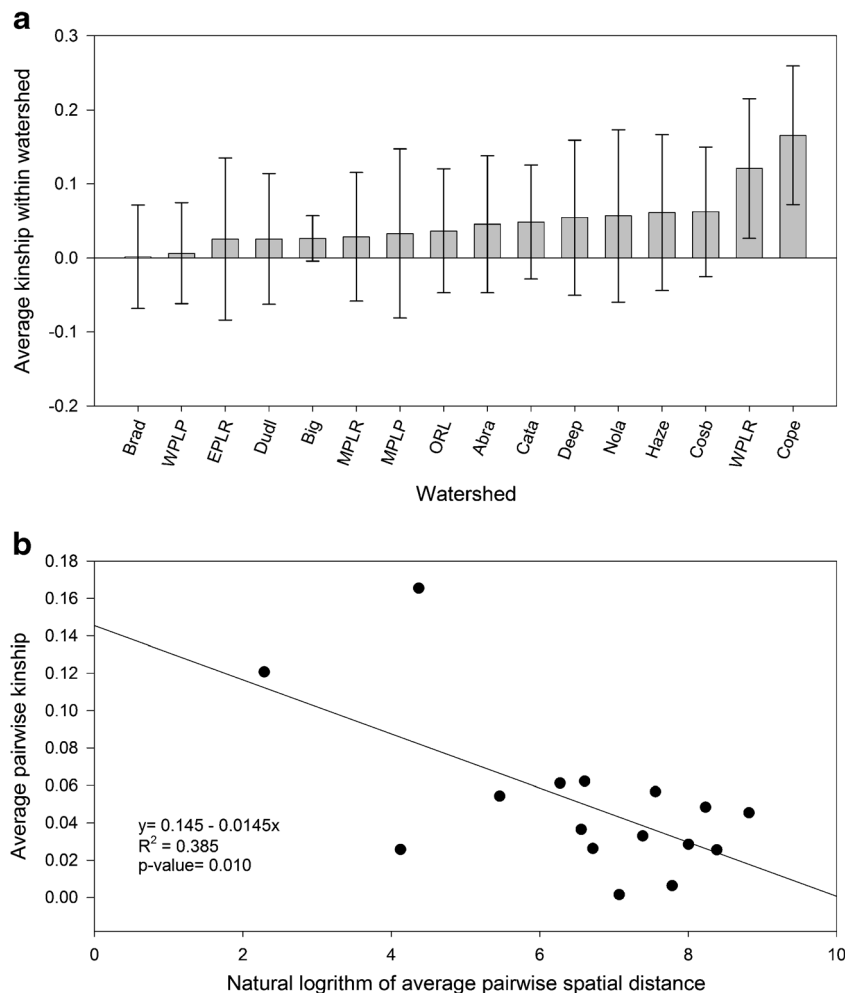 a
0.3
0.2
0.1
0.0
-0.1
-0.2
Average kinship within watershed
Brad
WPLP
EPLR
Dudl
Big
MPLR
MPLP
ORL
Abra
Cata
Deep
Nola
Haze
Cosb
WPLR
Cope
Watershed
b
0.18
0.16
0.14
0.12
0.10
0.08
0.06
0.04
0.02
0.00
Average pairwise kinship
y= 0.145 - 0.0145x
R² = 0.385
p-value= 0.010
0 2 4 6 8 10
Natural logrithm of average pairwise spatial distance